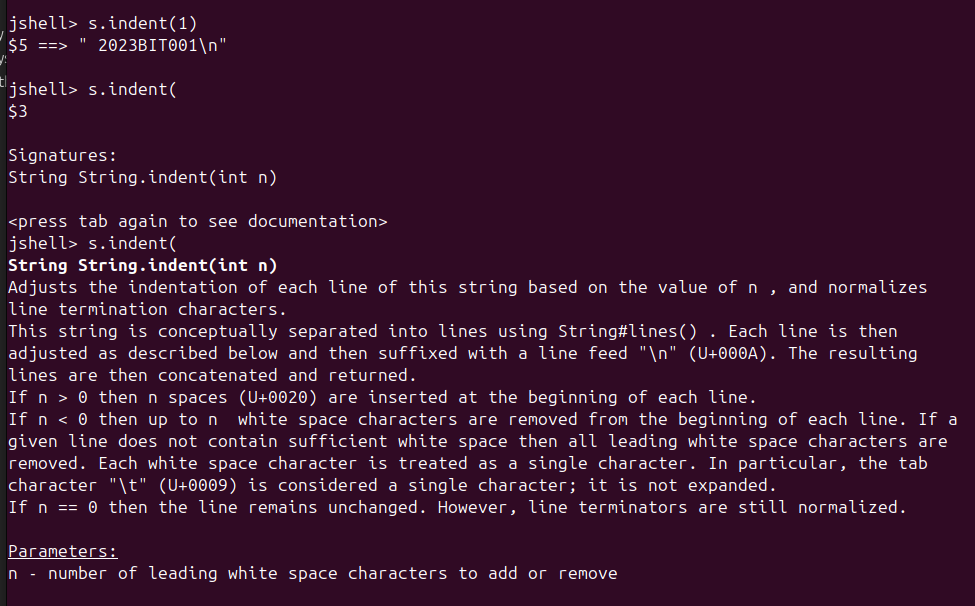 jshell> s.indent(1)
$5 ==> " 2023BIT001\n"
jshell> s.indent(
$3
Signatures:
String String.indent(int n)
<press tab again to see documentation>
jshell> s.indent(
String String.indent(int n)
Adjusts the indentation of each line of this string based on the value of n , and normalizes
line termination characters.
This string is conceptually separated into lines using String#lines() . Each line is then
adjusted as described below and then suffixed with a line feed "\n" (U+000A). The resulting
lines are then concatenated and returned.
If n > 0 then n spaces (U+0020) are inserted at the beginning of each line.
If n < 0 then up to n  white space characters are removed from the beginning of each line. If a
given line does not contain sufficient white space then all leading white space characters are
removed. Each white space character is treated as a single character. In particular, the tab
character "\t" (U+0009) is considered a single character; it is not expanded.
If n == 0 then the line remains unchanged. However, line terminators are still normalized.
Parameters:
n - number of leading white space characters to add or remove